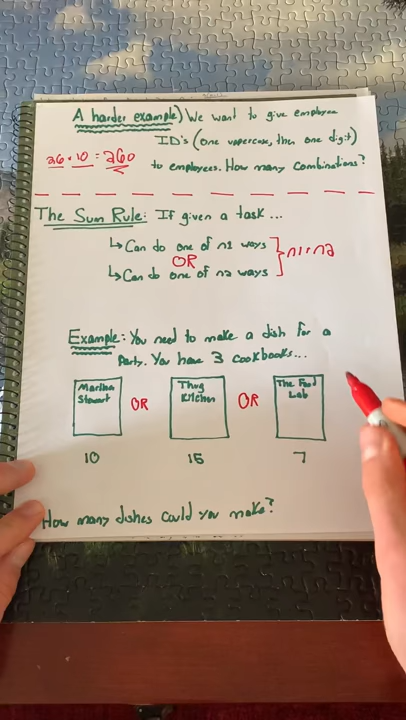 A harder example) We want to give employee
ID's (one uppercase, then one digit)
26 · 10 = 260
to employees. How many combinations?
The Sum Rule: If given a task...
↳ Can do one of n1 ways
OR
n1+n2
↳ Can do one of n2 ways
Example: You need to make a dish for a
Party. You have 3 cookbooks...
Martha Thug The Food
Stewart OR Kitchen OR Lab
10 15 7
How many dishes could you make?